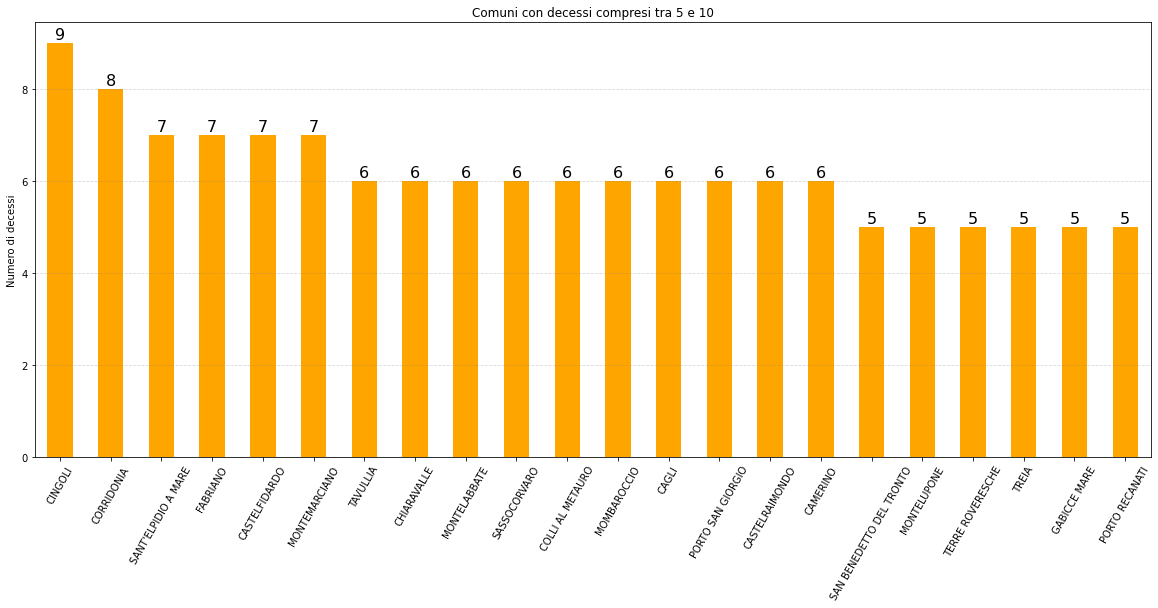 Comuni con decessi compresi tra 5 e 10
Numero di decessi
8
6
4
2
0
9
8
7
7
7
7
6
6
6
6
6
6
6
6
6
6
5
5
5
5
5
5
CINGOLI
CORRIDONIA
SANT'ELPIDIO A MARE
FABRIANO
CASTELFIDARDO
MONTEMARCIANO
TAVULLIA
CHIARAVALLE
MONTELABBATE
SASSOCORVARO
COLLI AL METAURO
MOMBAROCCIO
CAGLI
PORTO SAN GIORGIO
CASTELRAIMONDO
CAMERINO
SAN BENEDETTO DEL TRONTO
MONTELUPONE
TERRE ROVERESCHE
TREIA
GABICCE MARE
PORTO RECANATI